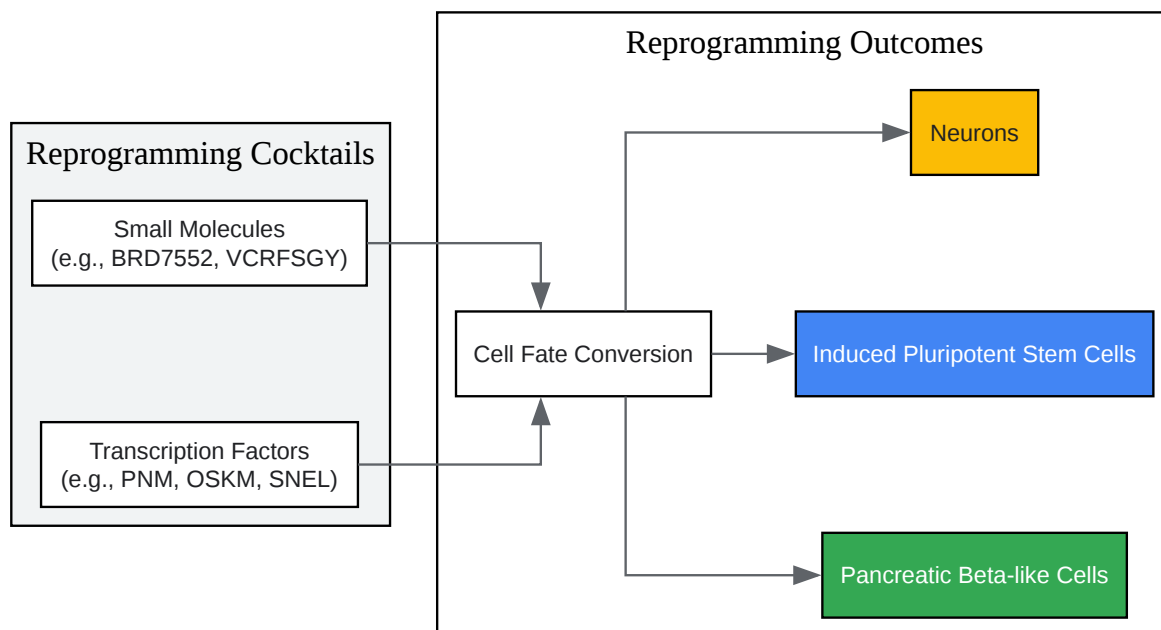 Reprogramming Outcomes
Reprogramming Cocktails
Neurons
Small Molecules
(e.g., BRD7552, VCRFSGY)
Cell Fate Conversion
Induced Pluripotent Stem Cells
Transcription Factors
(e.g., PNM, OSKM, SNEL)
Pancreatic Beta-like Cells